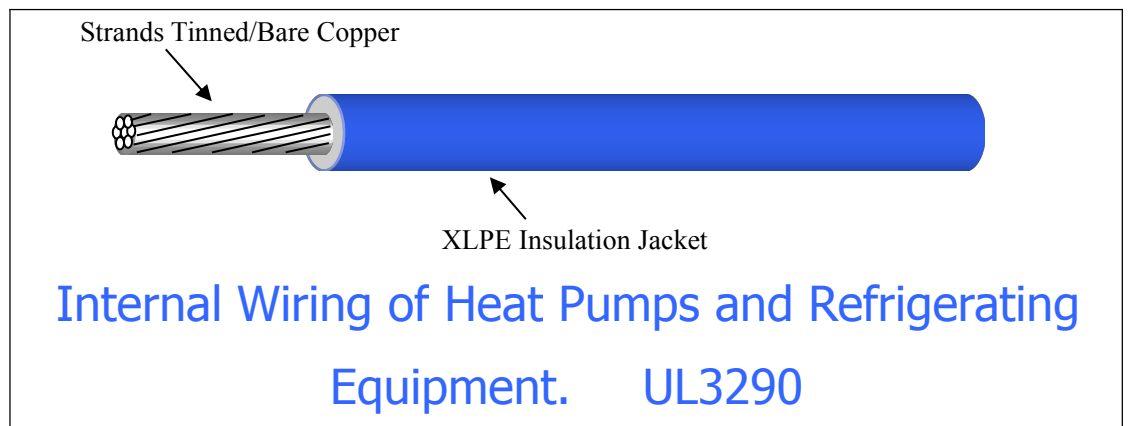 Strands Tinned/Bare Copper
XLPE Insulation Jacket
Internal Wiring of Heat Pumps and Refrigerating
Equipment. UL3290